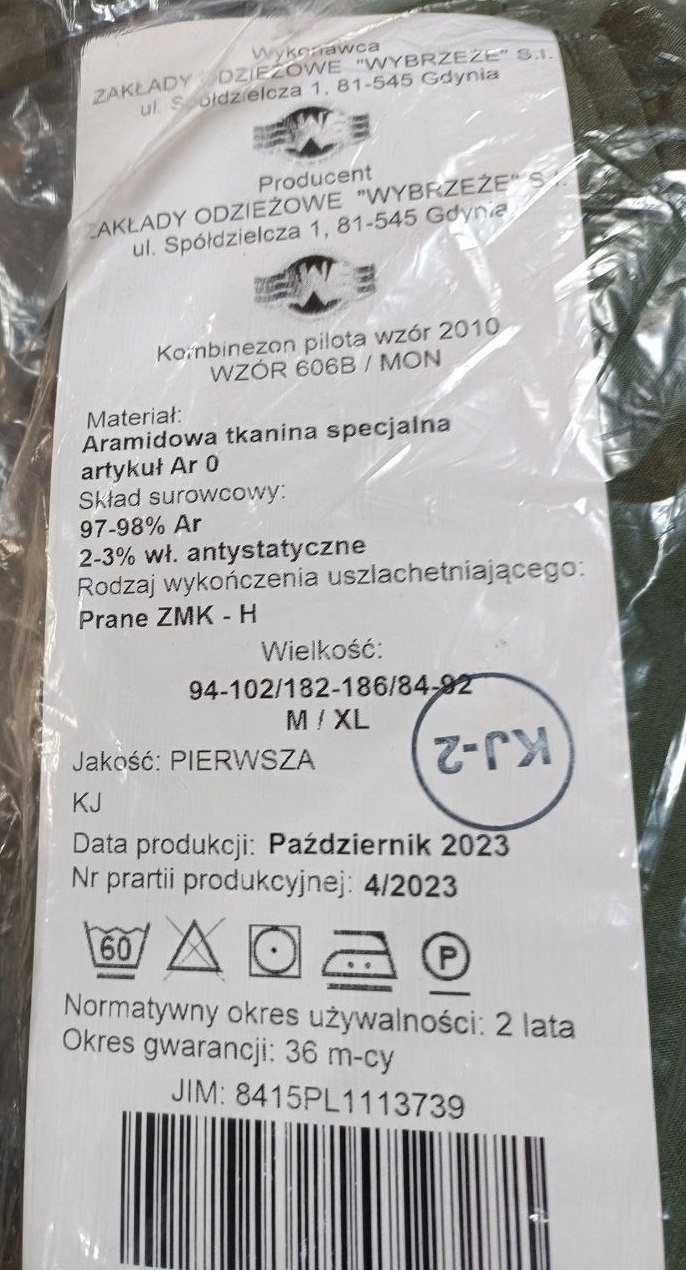 Wykonawca
ZAKŁADY ODZIEŻOWE "WYBRZEŻE" S.I.
ul. Spółdzielcza 1, 81-545 Gdynia
W
Producent
ZAKŁADY ODZIEŻOWE "WYBRZEŻE" S.I.
ul. Spółdzielcza 1, 81-545 Gdynia
W
Kombinezon pilota wzór 2010
WZÓR 606B / MON
Materiał:
Aramidowa tkanina specjalna
artykuł Ar 0
Skład surowcowy:
97-98% Ar
2-3% wł. antystatyczne
Rodzaj wykończenia uszlachetniającego:
Prane ZMK - H
Wielkość:
94-102/182-186/84-92
M / XL
KJ-2
Jakość: PIERWSZA
KJ
Data produkcji: Październik 2023
Nr prartii produkcyjnej: 4/2023
60
P
Normatywny okres używalności: 2 lata
Okres gwarancji: 36 m-cy
JIM: 8415PL1113739